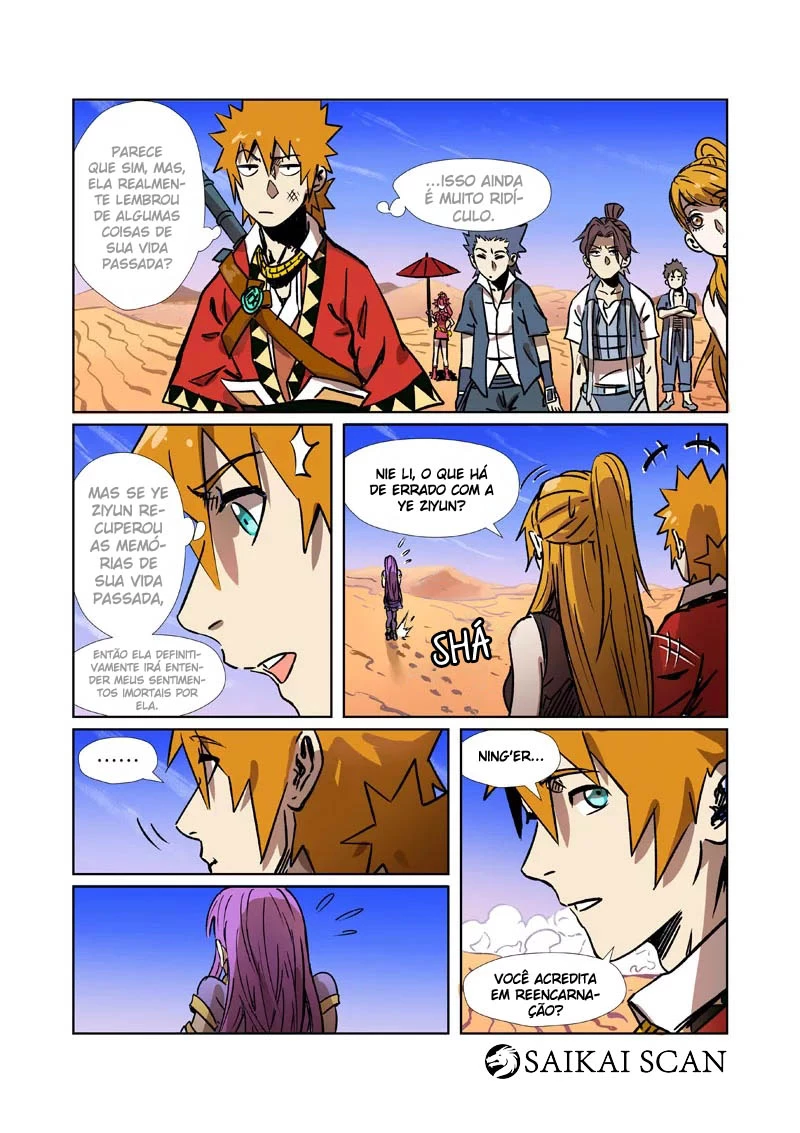 PARECE
QUE SIM, MAS,
ELA REALMEN-
TE LEMBROU
DE ALGUMAS
COISAS DE
SUA VIDA
PASSADA?
...ISSO AINDA
É MUITO RIDÍ-
CULO.
MAS SE YE
ZIYUN RE-
CUPEROU
AS MEMÓ-
RIAS DE
SUA VIDA
PASSADA,
ENTÃO ELA DEFINITI-
VAMENTE IRÁ ENTEN-
DER MEUS SENTIMEN-
TOS IMORTAIS POR
ELA.
NIE LI, O QUE HÁ
DE ERRADO COM A
YE ZIYUN?
SHÁ
......
NING'ER...
VOCÊ ACREDITA
EM REENCARNA-
ÇÃO?
SAIKAI SCAN